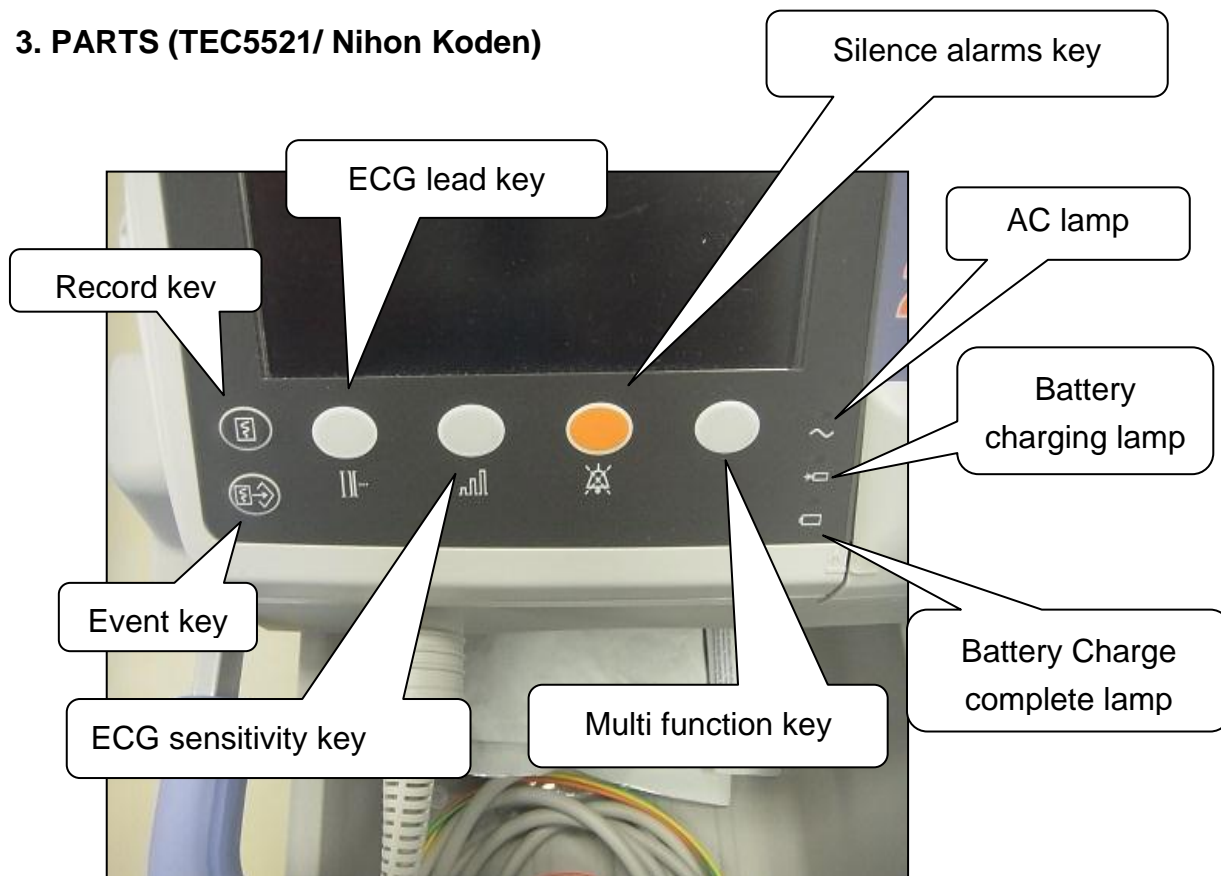 3. PARTS (TEC5521/ Nihon Koden)
Silence alarms key
ECG lead key
AC lamp
Record key
Battery
charging lamp
Event key
Battery Charge
complete lamp
ECG sensitivity key
Multi function key